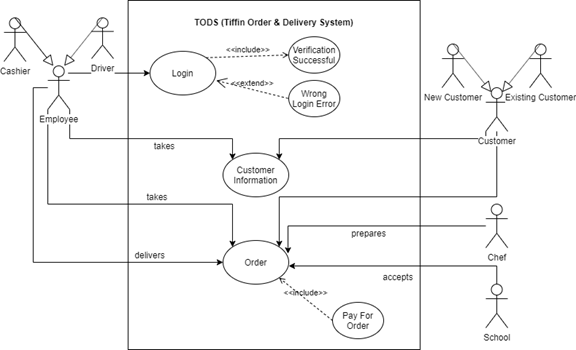 TODS (Tiffin Order & Delivery System)
<<include>>
Verification
Successful
Cashier
Driver
Login
<<extend>>
Wrong
Login Error
New Customer
Existing Customer
Employee
Customer
takes
Customer
Information
takes
prepares
Chef
delivers
Order
accepts
<<include>>
Pay For
Order
School